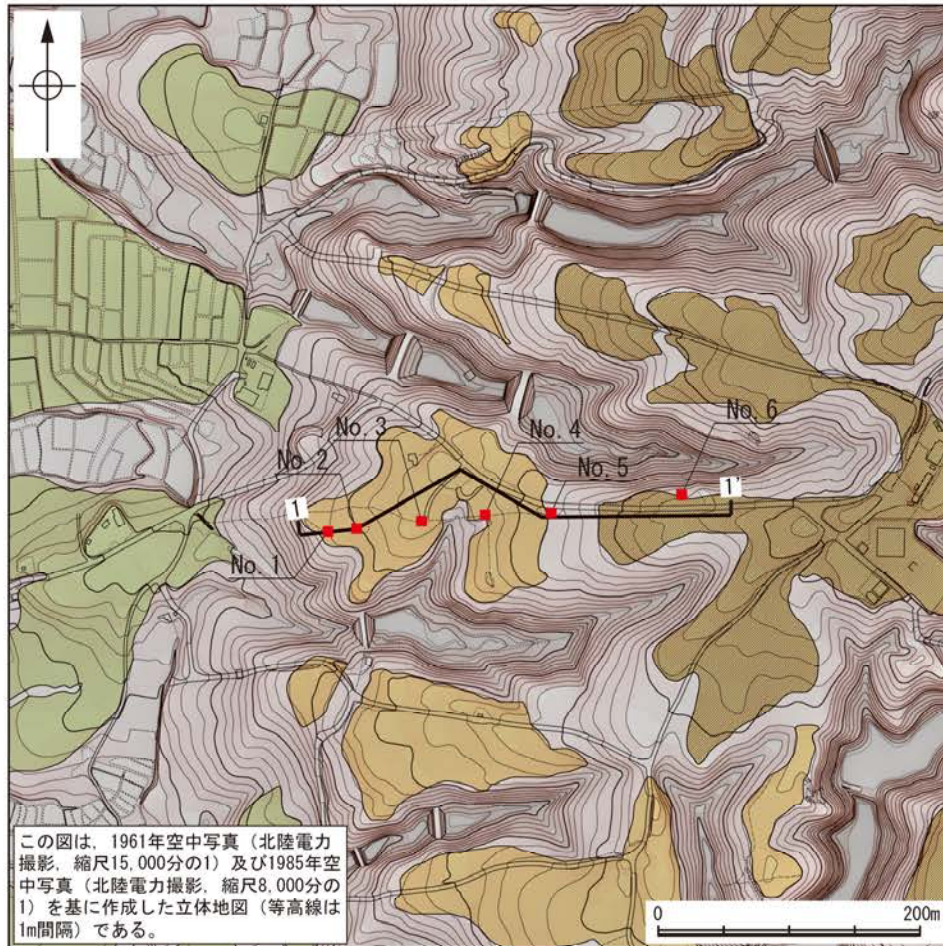 No. 6
No. 3
No. 4
No. 2
No. 5
1
1'
No. 1
この図は，1961年空中写真（北陸電力
撮影，縮尺15,000分の1）及び1985年空
中写真（北陸電力撮影，縮尺8,000分の
1）を基に作成した立体地図（等高線は
1m間隔）である。
0
200m